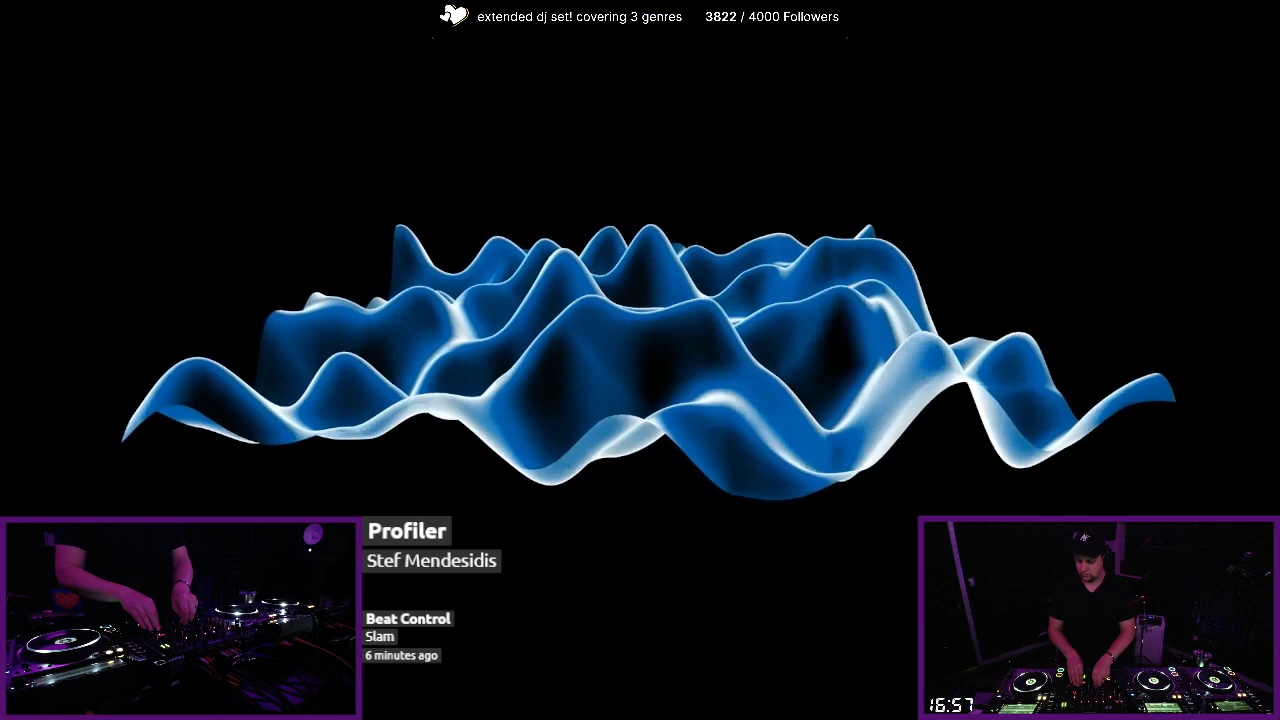 extended dj set! covering 3 genres 3822 / 4000 Followers
Profiler
Stef Mendesidis
Beat Control
Slam
6 minutes ago
16:57